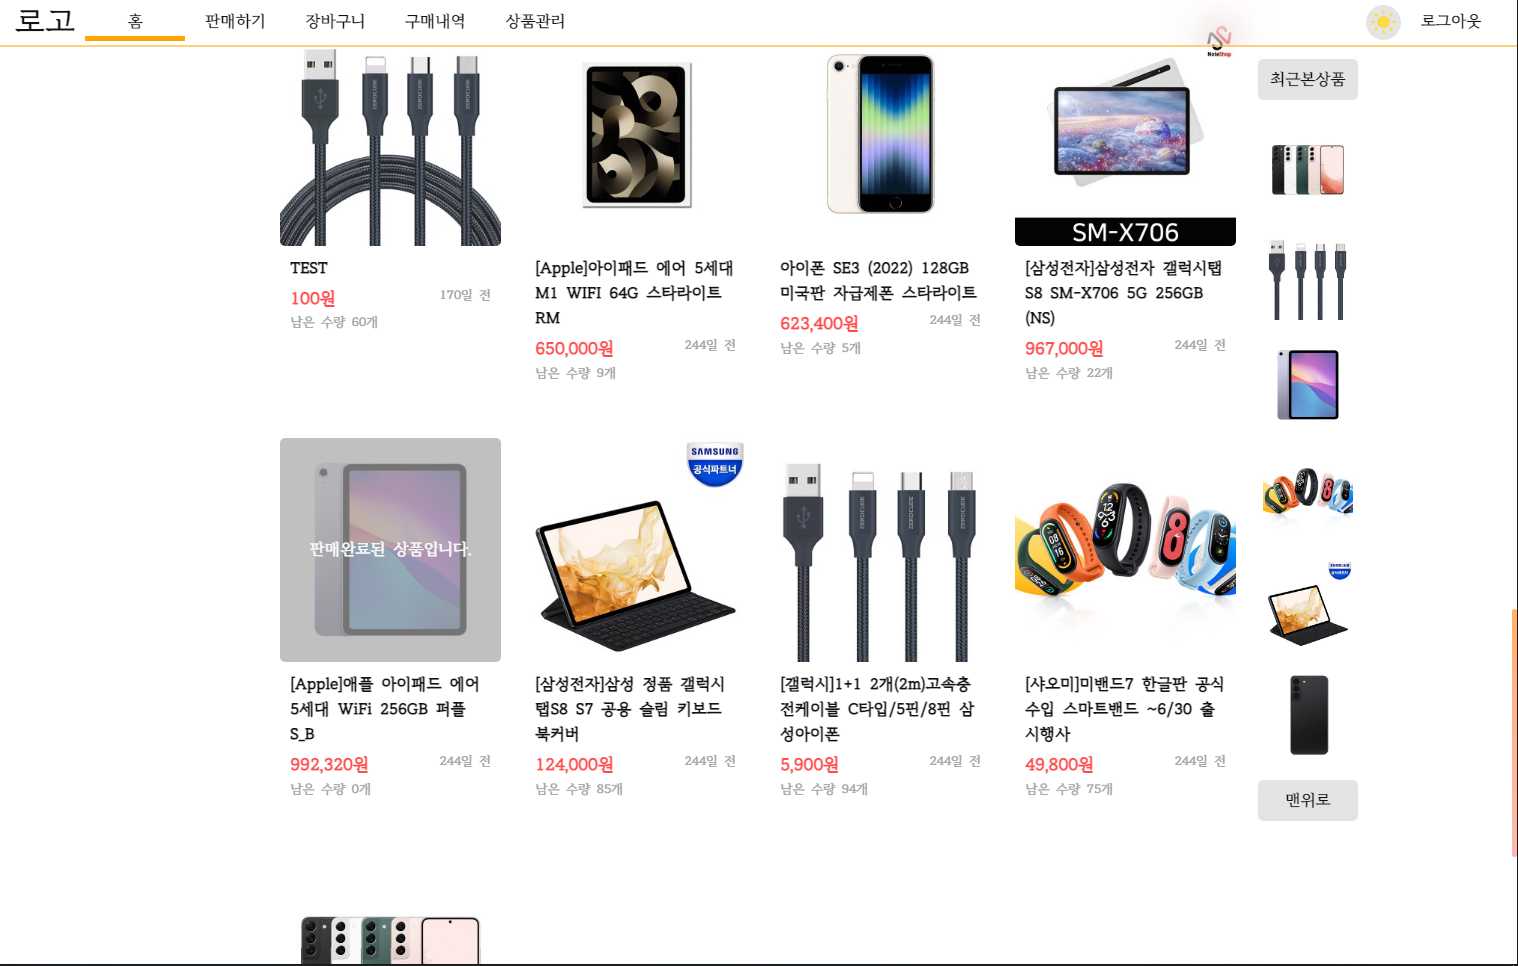 로고
홈
판매하기
장바구니
구매내역
상품관리
로그아웃
NoteShop
최근본상품
SM-X706
TEST
100원
170일 전
남은 수량 60개
[Apple]아이패드 에어 5세대
M1 WIFI 64G 스타라이트
RM
650,000원
244일 전
남은 수량 9개
아이폰 SE3 (2022) 128GB
미국판 자급제폰 스타라이트
623,400원
244일 전
남은 수량 5개
[삼성전자]삼성전자 갤럭시탭
S8 SM-X706 5G 256GB
(NS)
967,000원
244일 전
남은 수량 22개
판매완료된 상품입니다.
SAMSUNG
공식파트너
[Apple]애플 아이패드 에어
5세대 WiFi 256GB 퍼플
S_B
992,320원
244일 전
남은 수량 0개
[삼성전자]삼성 정품 갤럭시
탭S8 S7 공용 슬림 키보드
북커버
124,000원
244일 전
남은 수량 85개
[갤럭시]1+1 2개(2m)고속충
전케이블 C타입/5핀/8핀 삼
성아이폰
5,900원
244일 전
남은 수량 94개
[샤오미]미밴드7 한글판 공식
수입 스마트밴드 ~6/30 출
시행사
49,800원
244일 전
남은 수량 75개
맨위로